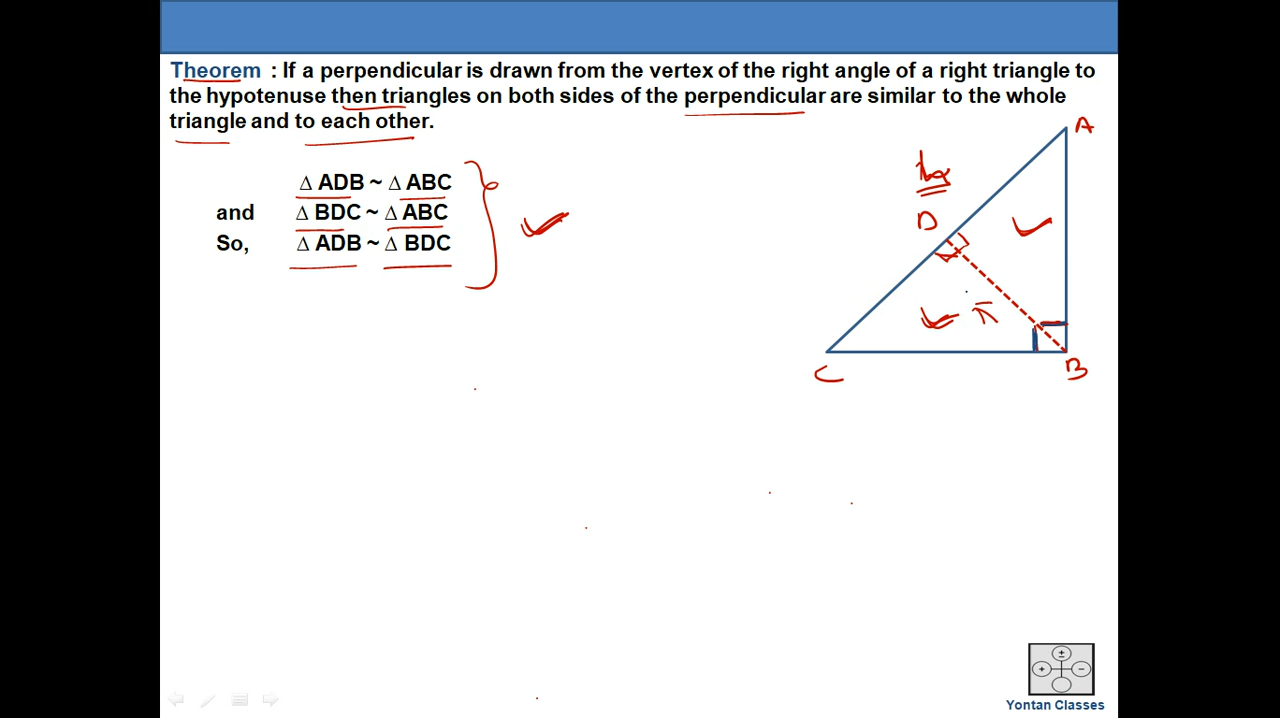 Theorem : If a perpendicular is drawn from the vertex of the right angle of a right triangle to
the hypotenuse then triangles on both sides of the perpendicular are similar to the whole
triangle and to each other.
∆ ADB ~ ∆ ABC
and ∆ BDC ~ ∆ ABC
So, ∆ ADB ~ ∆ BDC
A
D
C
B
+
±
−
Yontan Classes